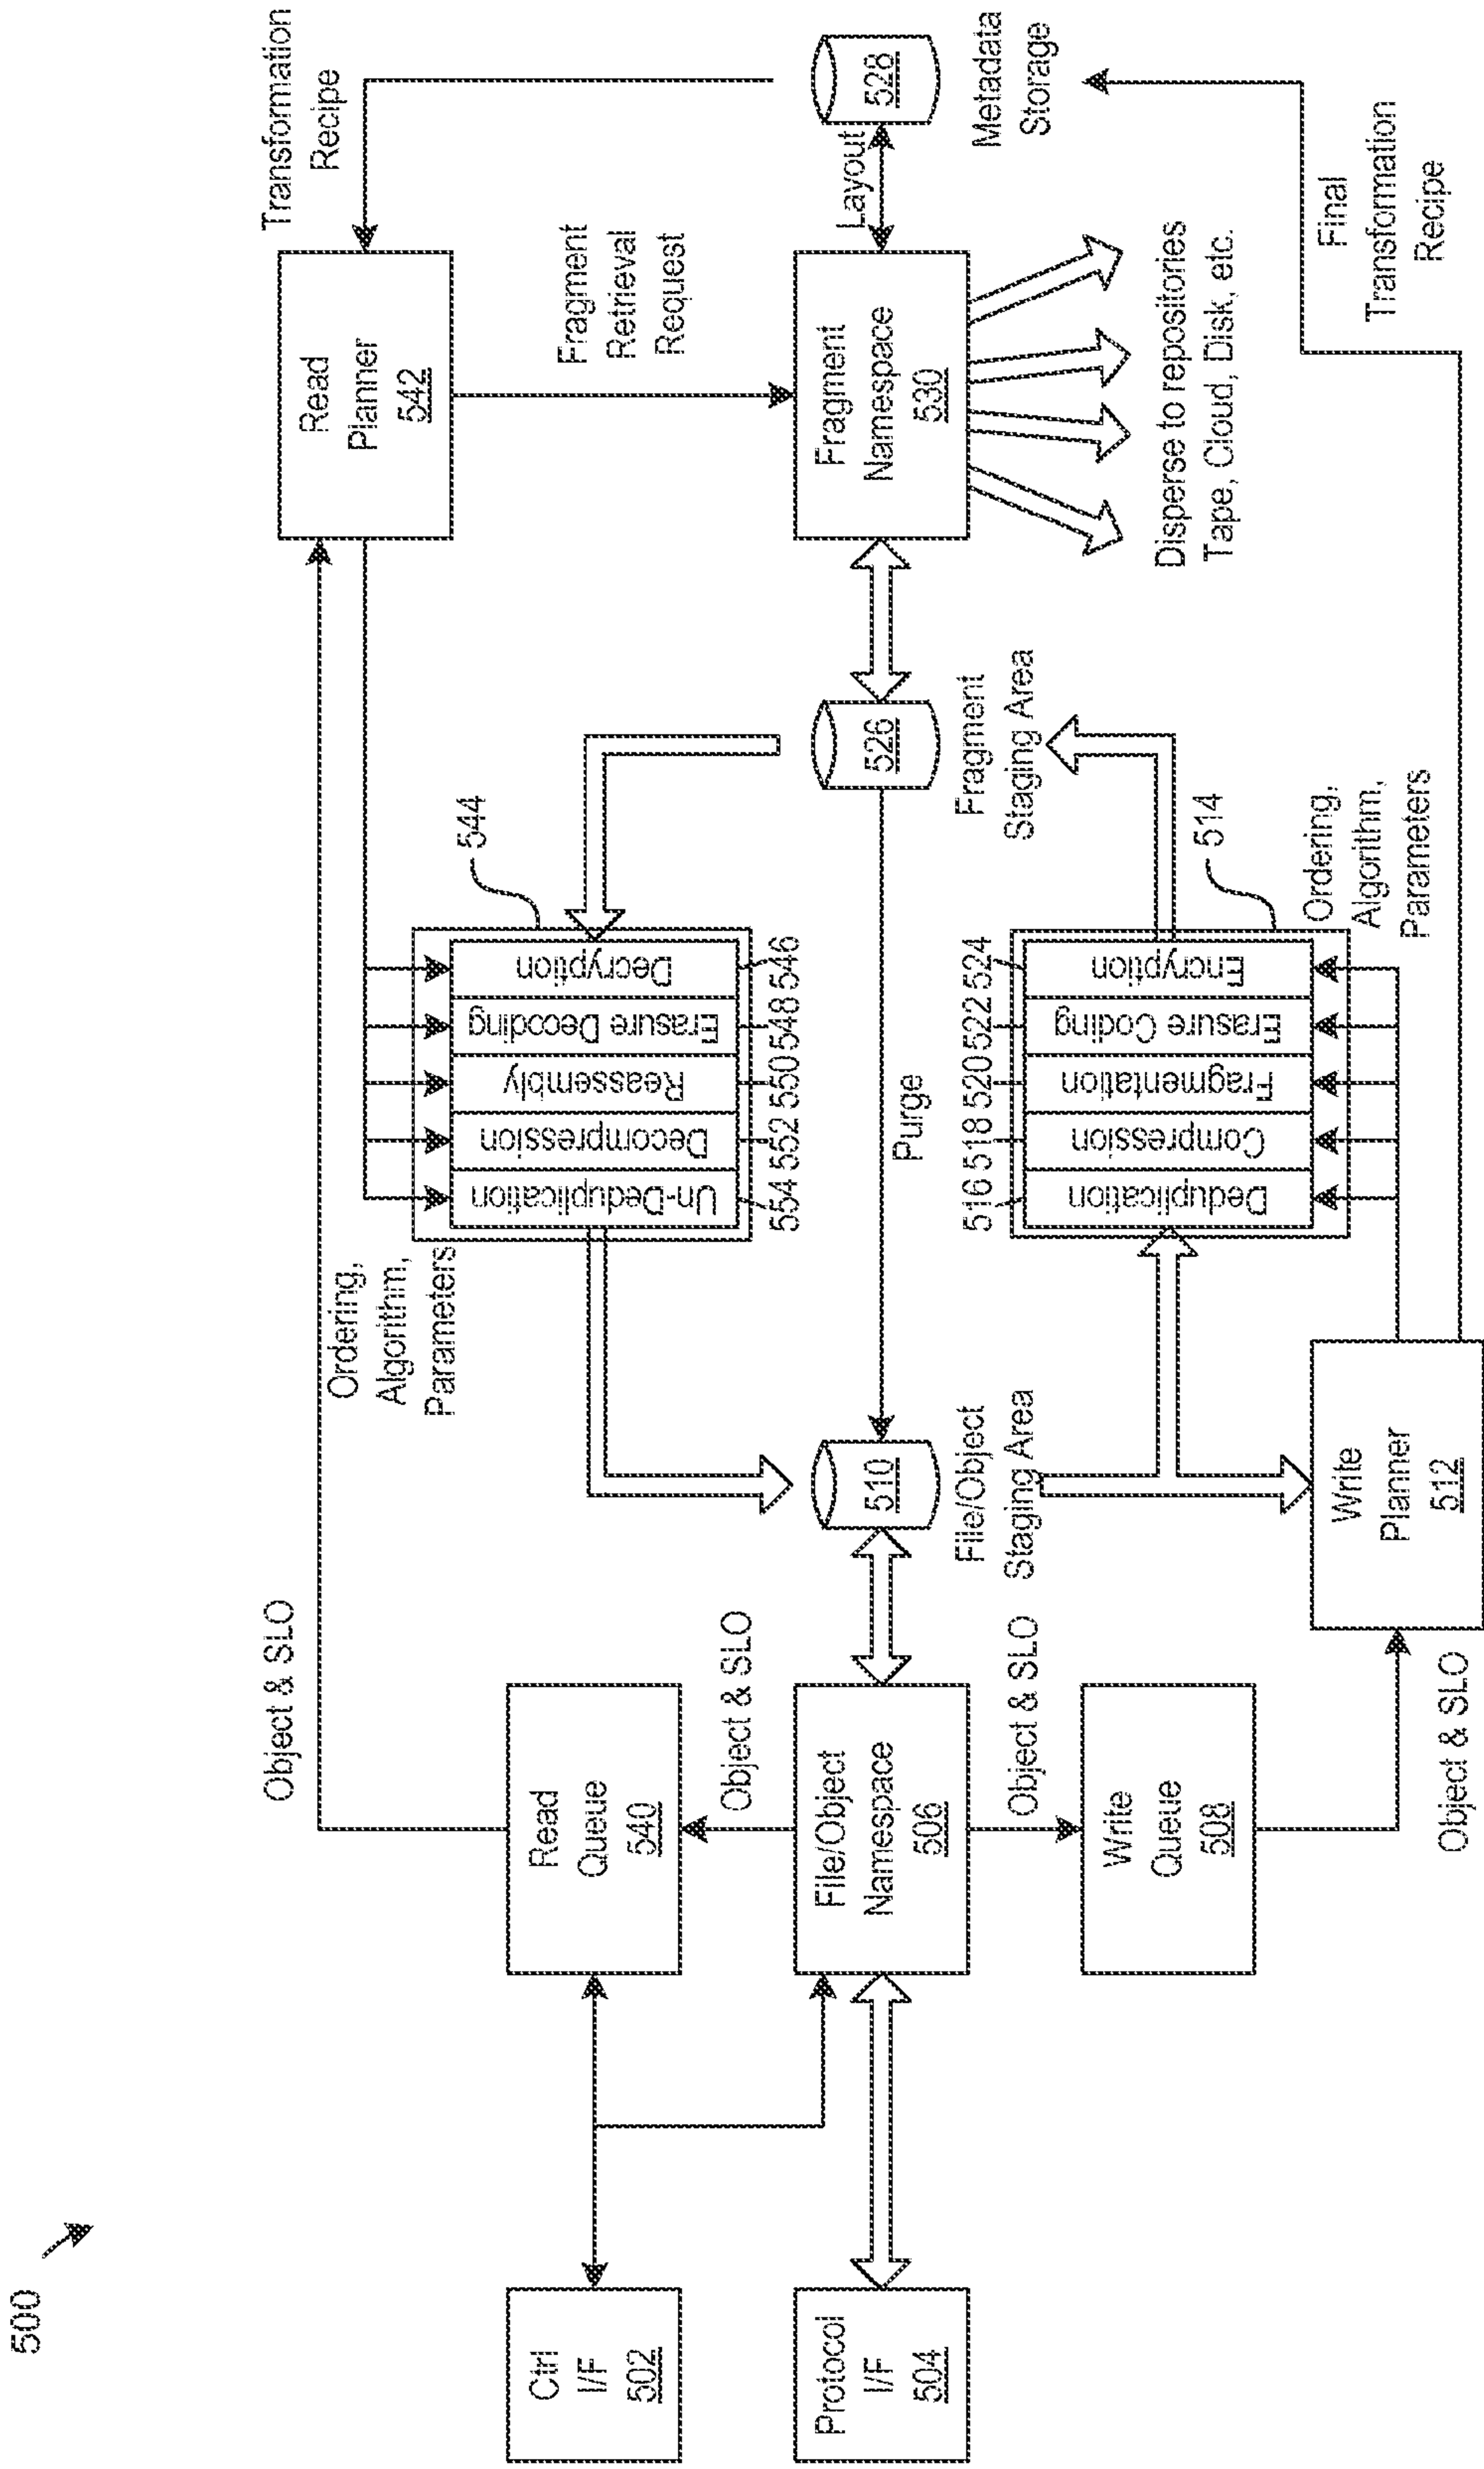 500
Ctrl
I/F
502
Protocol
I/F
504
Read
Queue
540
Object & SLO
Object & SLO
File/Object
Namespace
506
Object & SLO
Write
Queue
508
Object & SLO
Write
Planner
512
510
File/Object
Staging Area
Ordering,
Algorithm,
Parameters
544
Un-Deduplication
Decompression
Reassembly
Erasure Decoding
Decryption
554
552
550
548
546
Purge
516
518
520
522
524
Deduplication
Compression
Fragmentation
Erasure Coding
Encryption
514
Ordering,
Algorithm,
Parameters
526
Fragment
Staging Area
Read
Planner
542
Fragment
Retrieval
Request
Fragment
Namespace
530
Disperse to repositories
Tape, Cloud, Disk, etc.
Transformation
Recipe
Layout
528
Metadata
Storage
Final
Transformation
Recipe